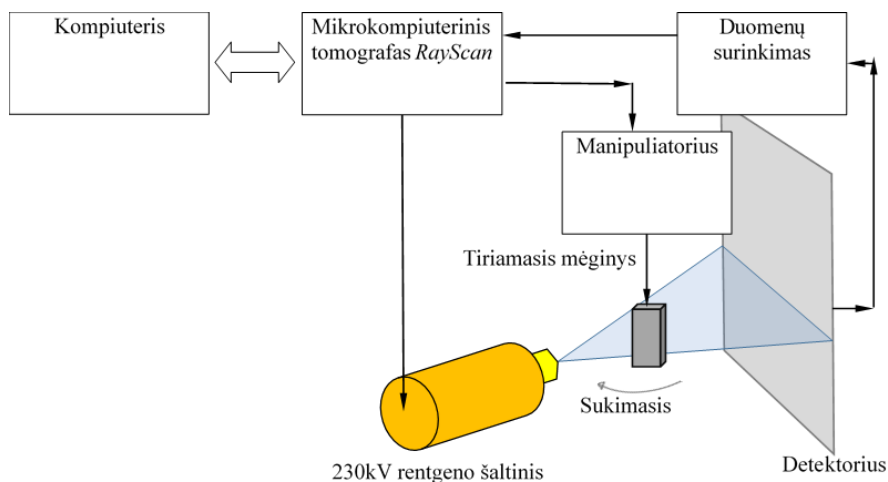 Kompiuteris
Mikrokompiuterinis
tomografas RayScan
Duomenų
surinkimas
Manipuliatorius
Tiriamasis mėginys
Sukimasis
230kV rentgeno šaltinis
Detektorius